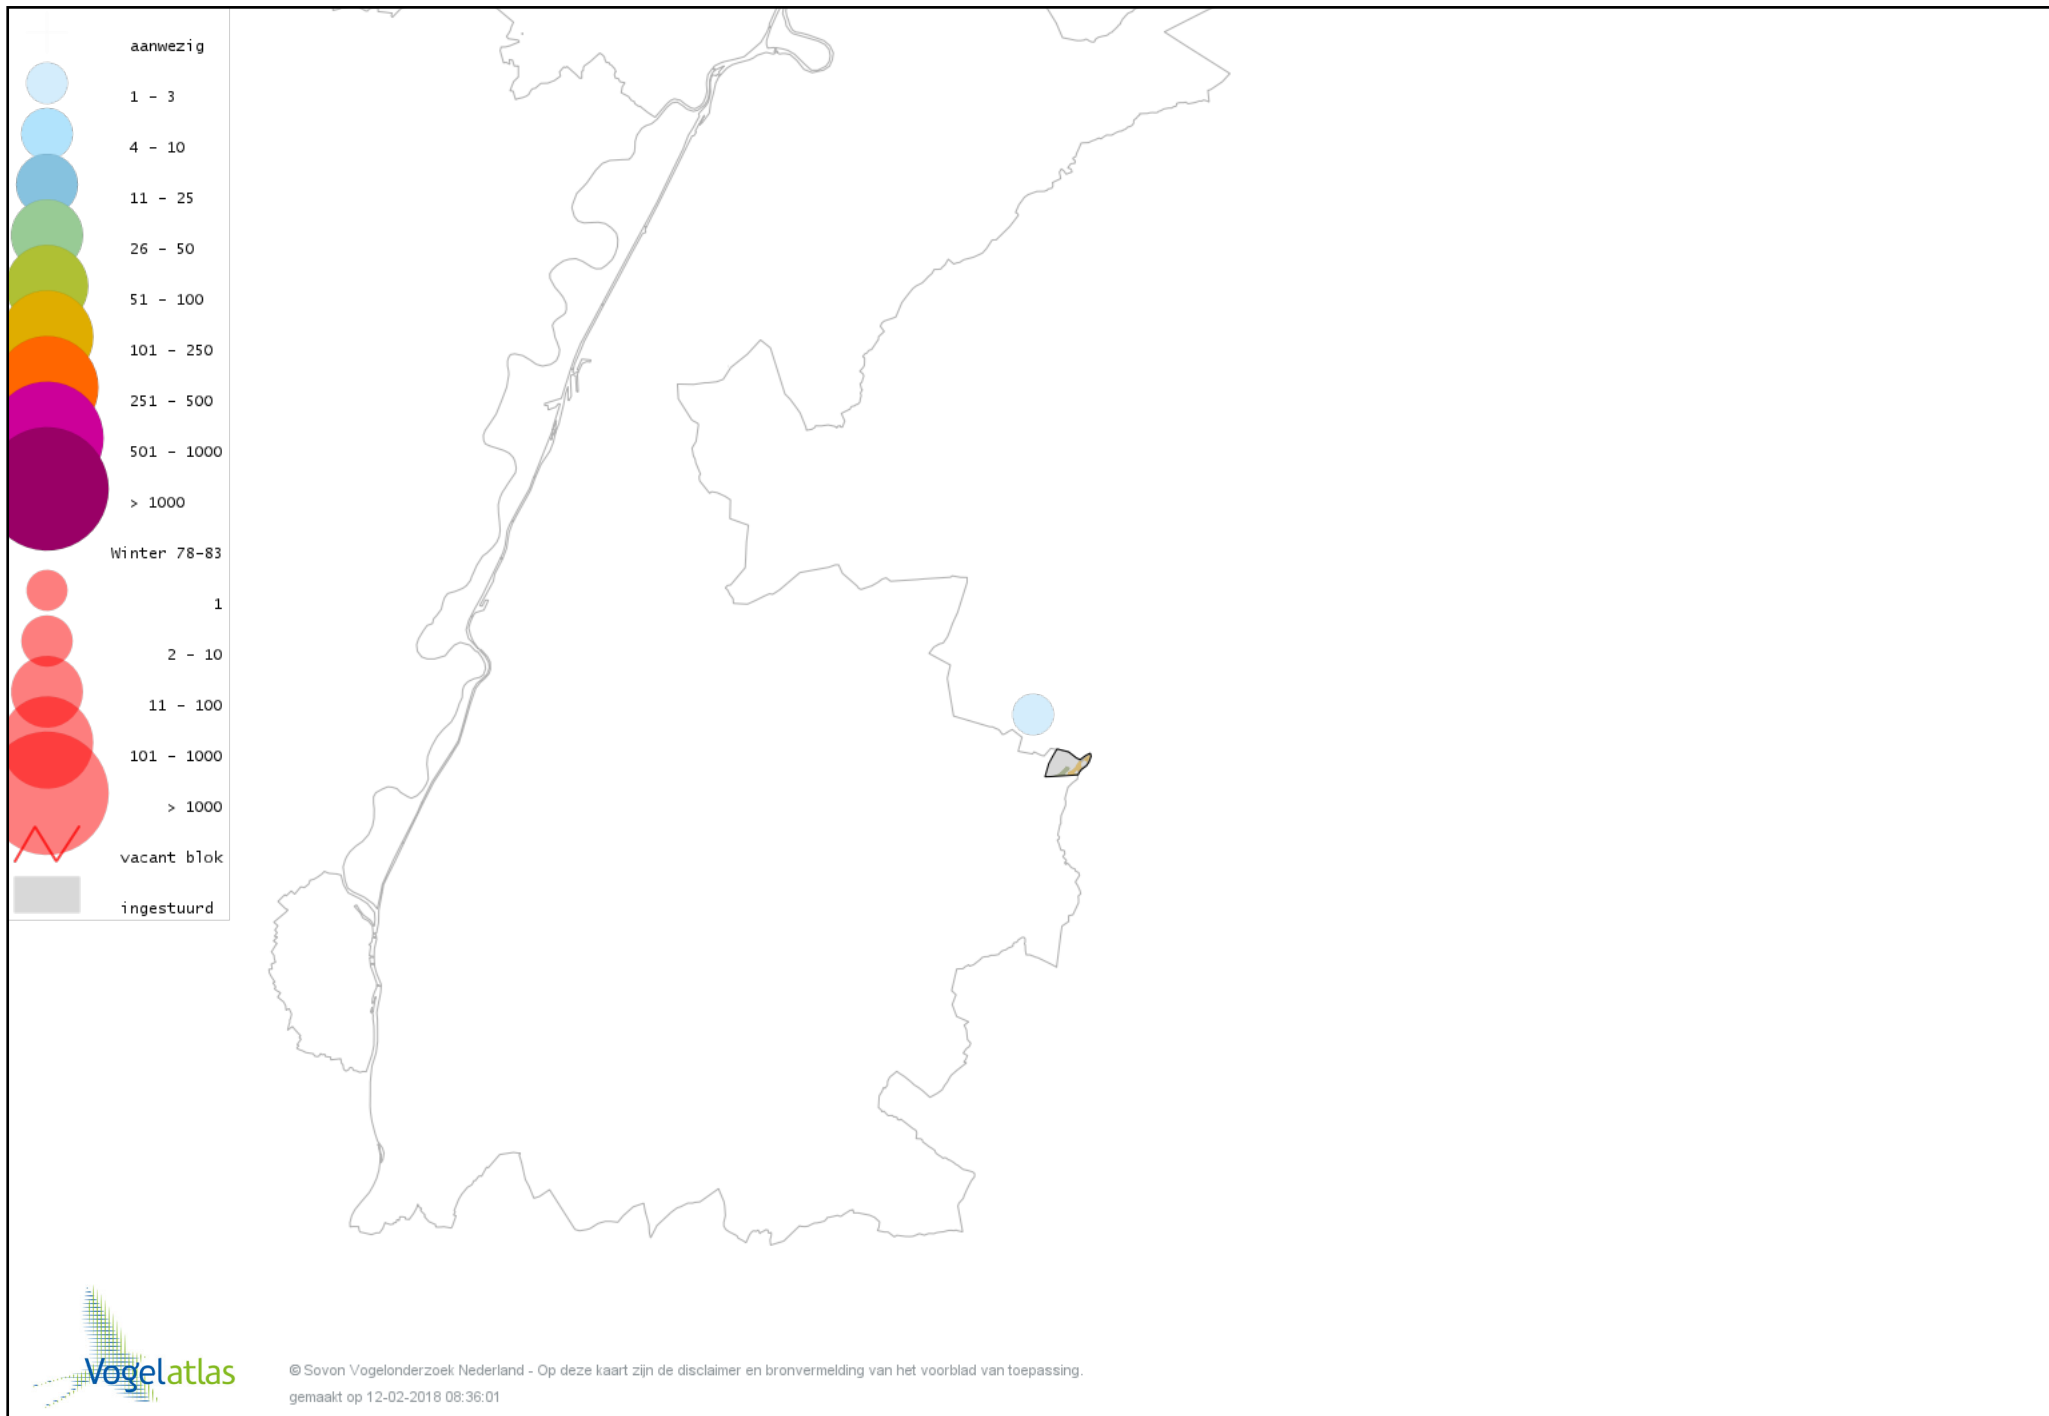 aanwezig
1 - 3
4 - 10
11 - 25
26 - 50
51 - 100
101 - 250
251 - 500
501 - 1000
> 1000
Winter 78-83
1
2 - 10
11 - 100
101 - 1000
> 1000
vacant blok
ingestuurd
Vogelatlas
© Sovon Vogelonderzoek Nederland - Op deze kaart zijn de disclaimer en bronvermelding van het voorblad van toepassing.
gemaakt op 12-02-2018 08:36:01